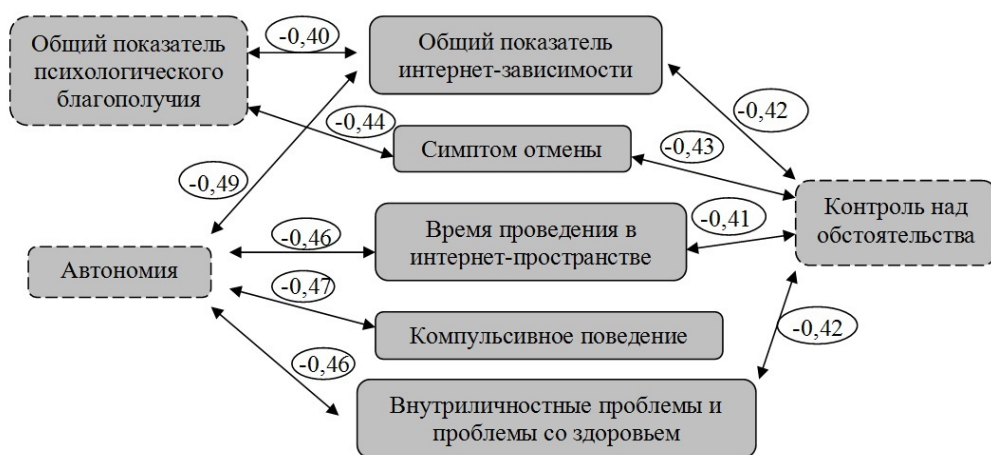 Общий показатель
психологического
благополучия
-0,40
Общий показатель
интернет-зависимости
-0,44
-0,42
Симптом отмены
-0,43
-0,49
Контроль над
обстоятельства
Автономия
-0,46
Время проведения в
интернет-пространстве
-0,41
-0,47
Компульсивное поведение
-0,42
-0,46
Внутриличностные проблемы и
проблемы со здоровьем